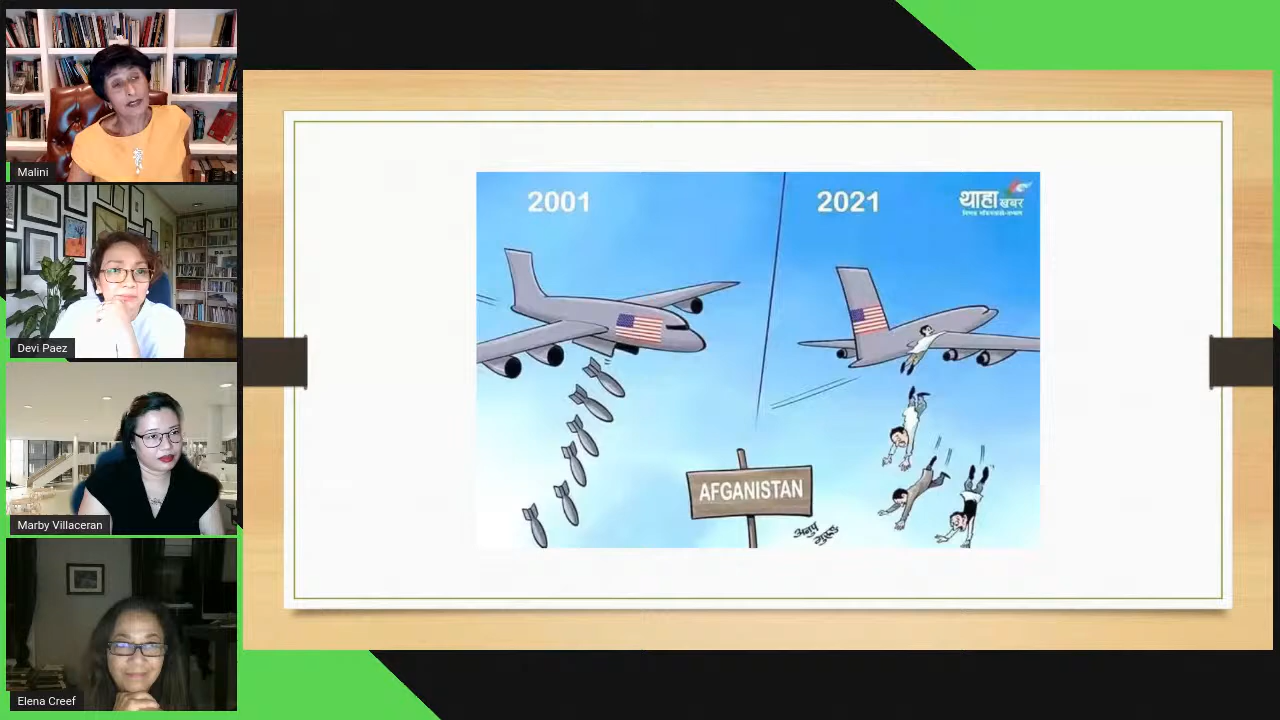 Malini
Devi Paez
Marby Villaceran
Elena Creef
2001
2021
थाहा खबर
AFGANISTAN